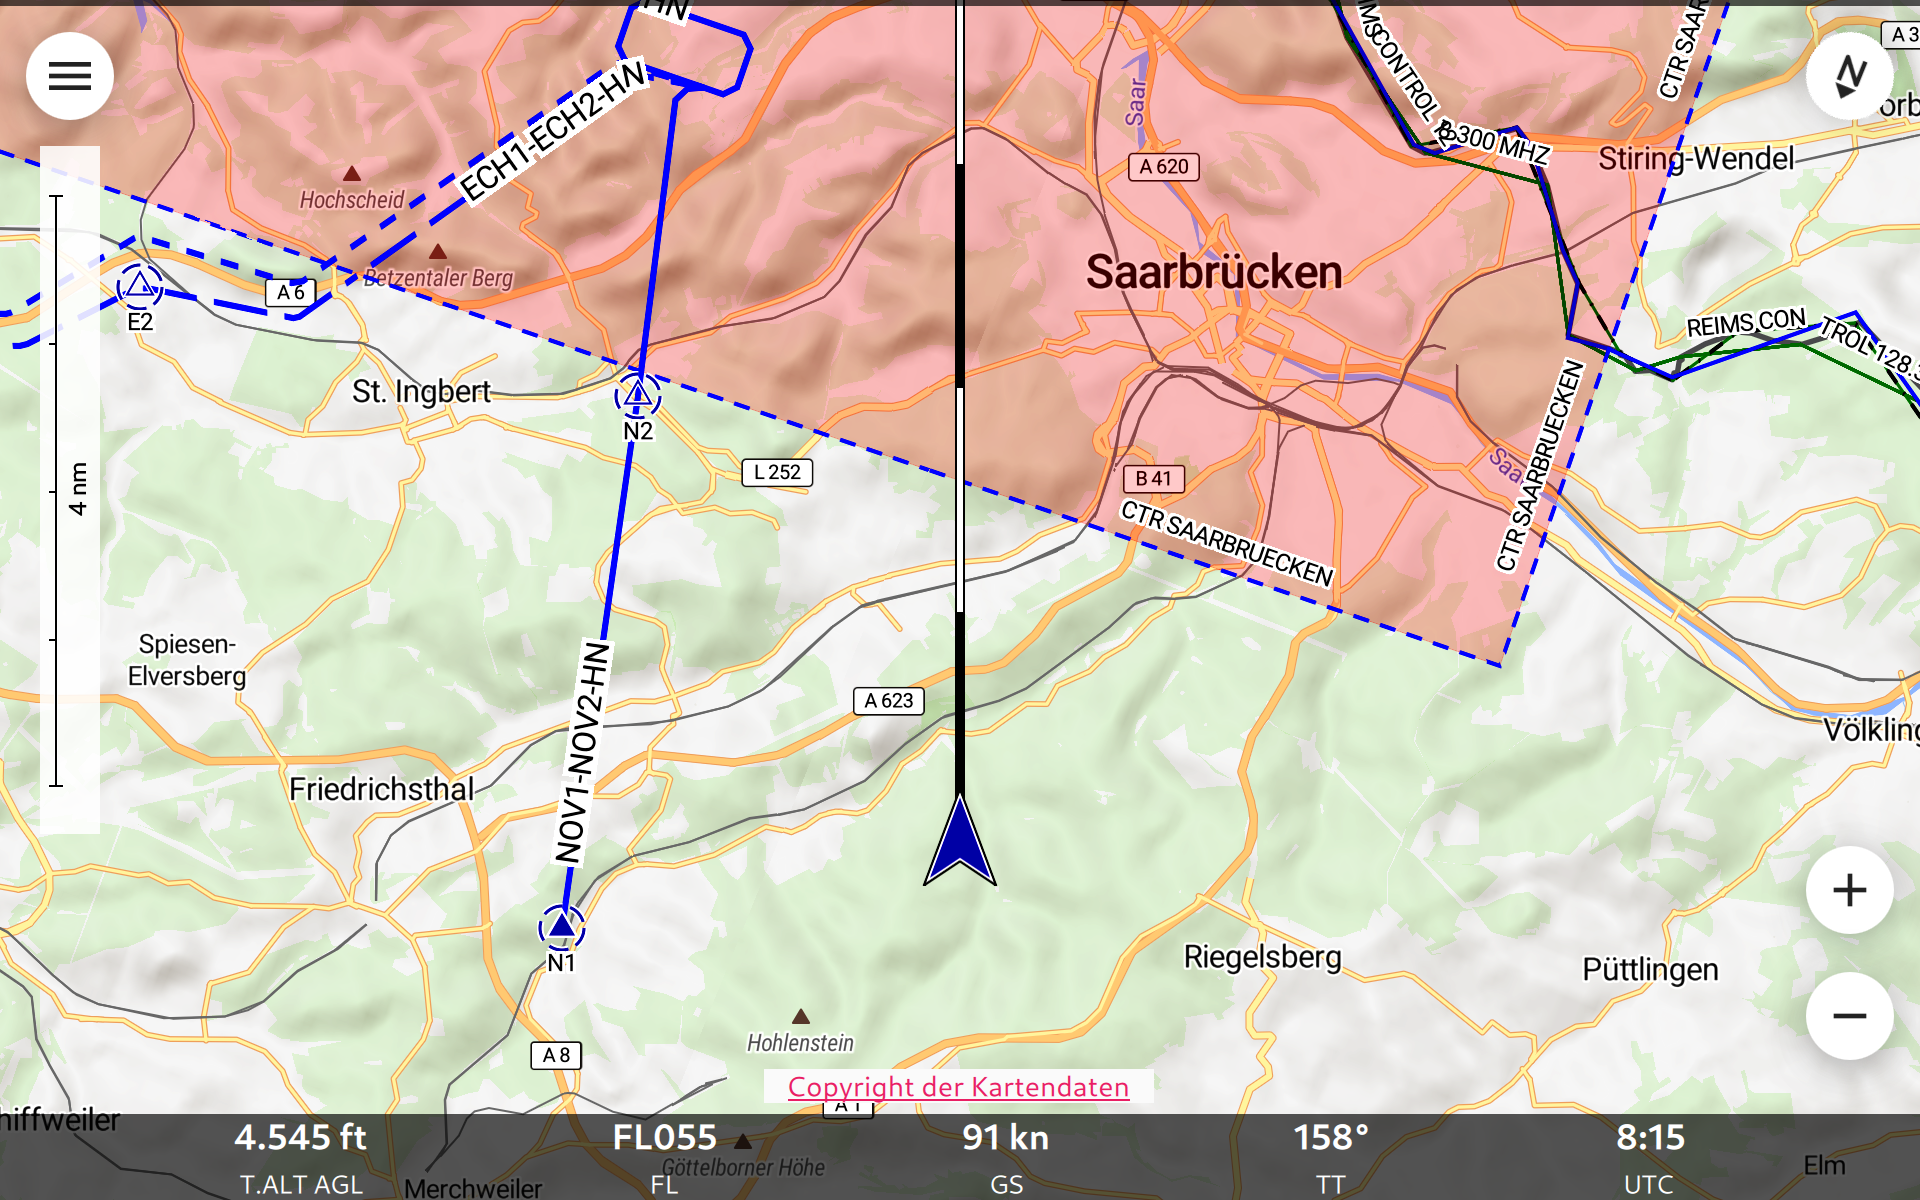 HN
ECH1-ECH2-HN
IMS CONTROL
8.300 MHZ
CTR SAAR
A 3
N
orb
Stiring-Wendel
Saar
A 620
Hochscheid
Betzentaler Berg
A 6
E2
Saarbrücken
REIMS CON
TROL 128.3
St. Ingbert
N2
L 252
B 41
Saa
CTR SAARBRUECKEN
CTR SAARBRUECKEN
4 nm
Spiesen-
Elversberg
NOV1-NOV2-HN
A 623
Völkling
Friedrichsthal
N1
Riegelsberg
Püttlingen
Hohlenstein
A 8
Copyright der Kartendaten
A 1
hiffweiler
4.545 ft
T.ALT AGL
FL055
FL
91 kn
GS
158°
TT
8:15
UTC
Göttelborner Höhe
Merchweiler
Elm